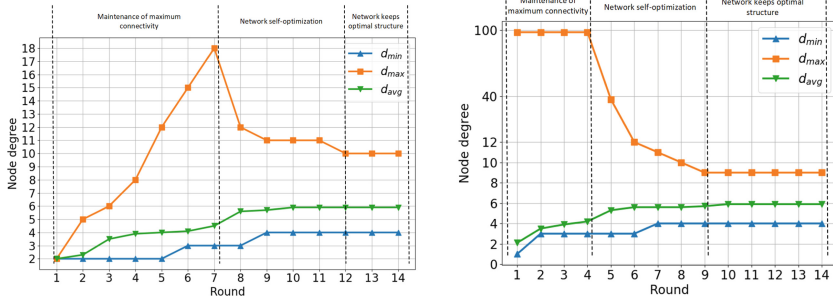 Maintenance of maximum
connectivity
Network self-optimization
Network keeps
optimal structure
18
17
16
15
14
13
12
11
10
9
8
7
6
5
4
3
2
Node degree
d_min
d_max
d_avg
1 2 3 4 5 6 7 8 9 10 11 12 13 14
Round
Maintenance of
maximum connectivity
Network self-optimization
Network keeps optimal
structure
100
40
12
10
8
6
4
2
0
Node degree
d_min
d_max
d_avg
1 2 3 4 5 6 7 8 9 10 11 12 13 14
Round